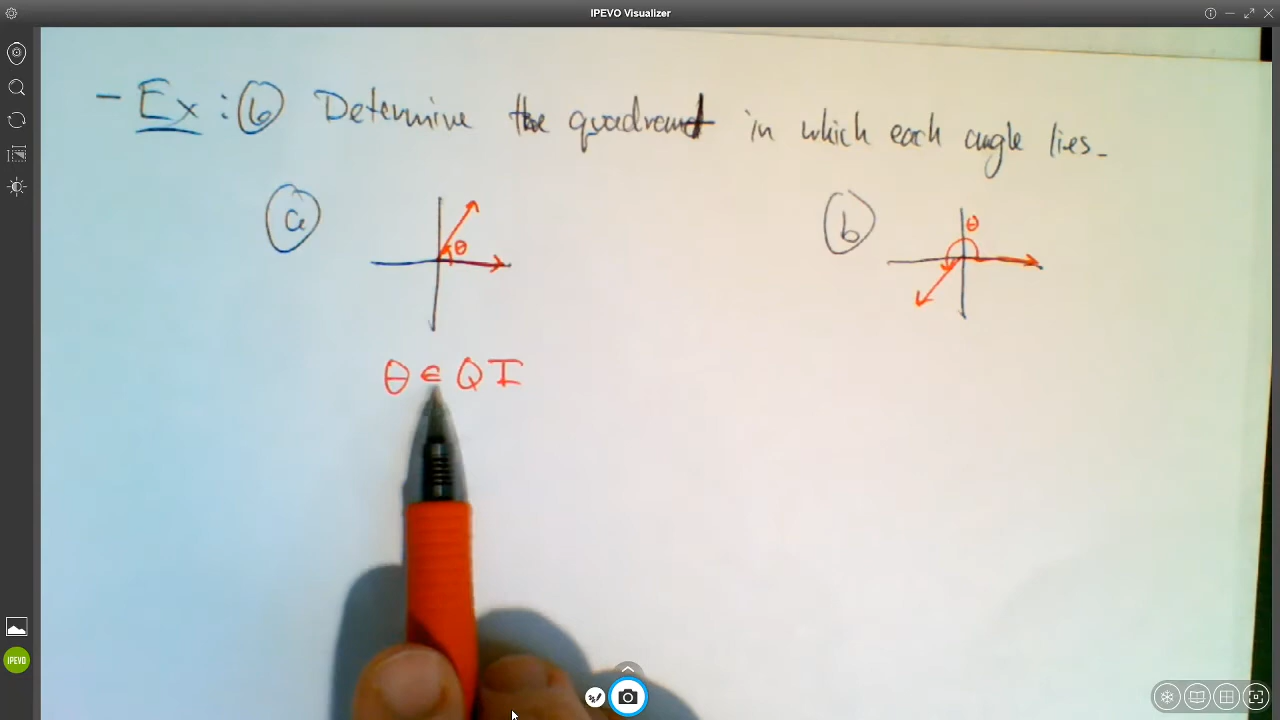 IPEVO Visualizer
- Ex: ⑥ Determine the quadrant in which each angle lies.
ⓐ
θ
ⓑ
θ
θ ∈ QI
IPEVO